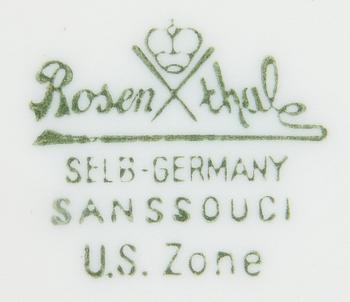 Rosenthal
SELB-GERMANY
SANSSOUCI
U.S. Zone